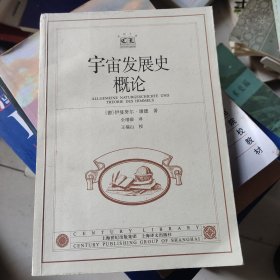 宇宙发展史
概论
ALLGEMEINE NATURGESCHICHTE UND
THEORIE DES HIMMELS
[德]伊曼努尔·康德 著
全增嘏 译
王福山 校
CENTURY LIBRARY
上海世纪出版集团 上海译文出版社
CENTURY PUBLISHING GROUP OF SHANGHAI
教材